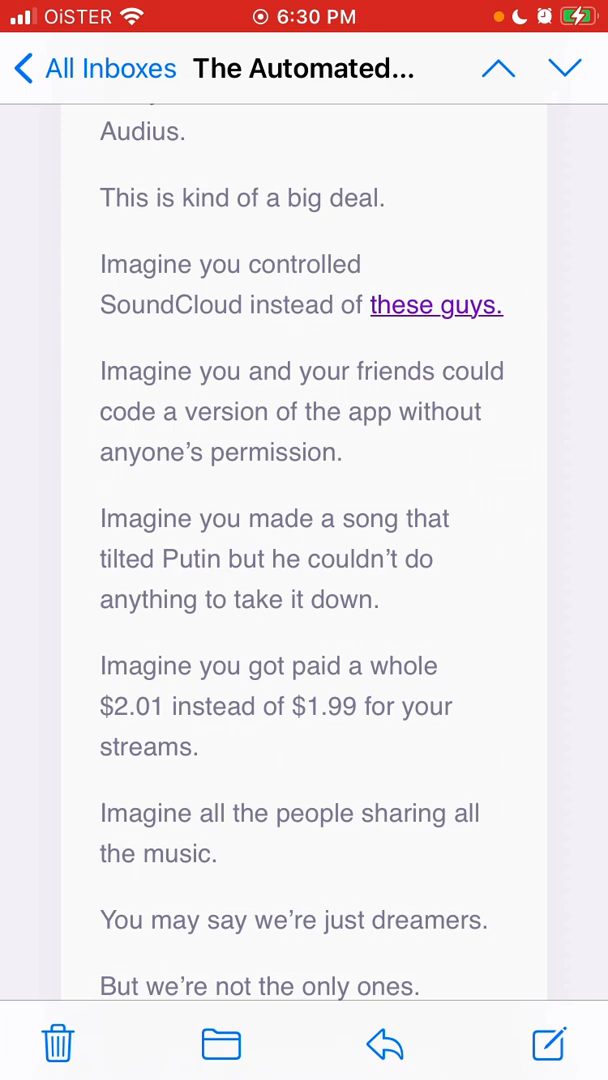 OiSTER 6:30 PM
All Inboxes The Automated...
Audius.
This is kind of a big deal.
Imagine you controlled
SoundCloud instead of these guys.
Imagine you and your friends could
code a version of the app without
anyone’s permission.
Imagine you made a song that
tilted Putin but he couldn’t do
anything to take it down.
Imagine you got paid a whole
$2.01 instead of $1.99 for your
streams.
Imagine all the people sharing all
the music.
You may say we’re just dreamers.
But we’re not the only ones.